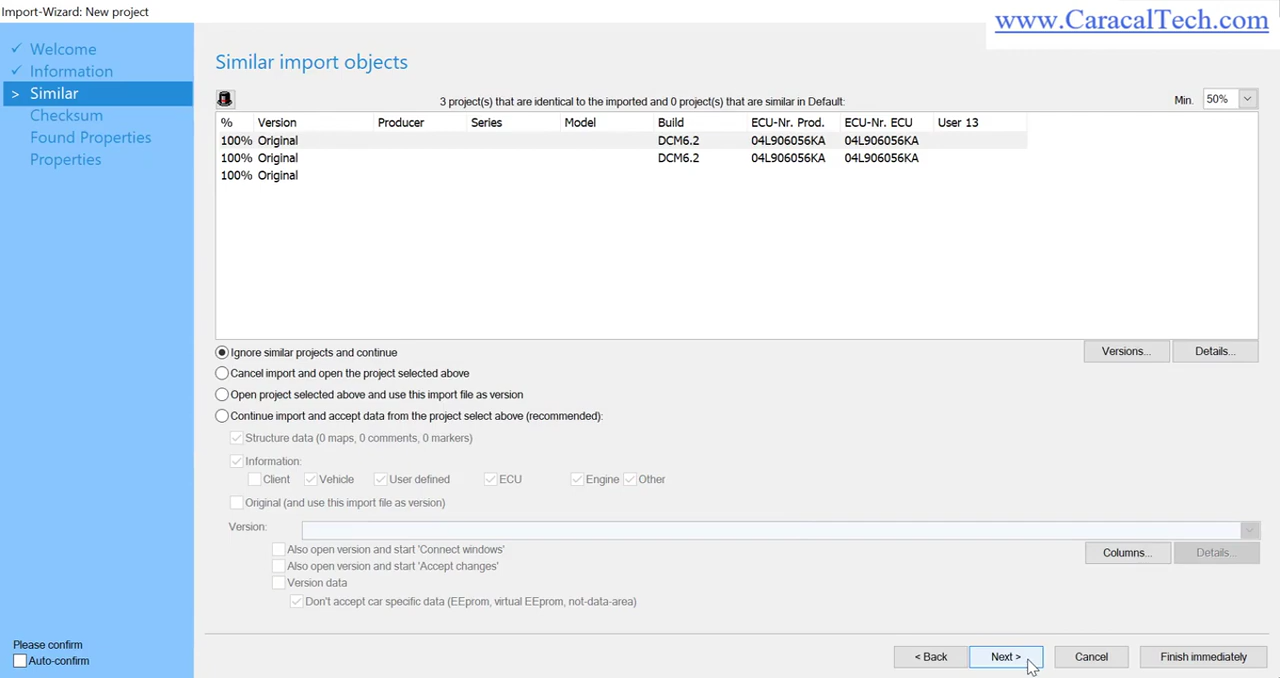 Import-Wizard: New project
www.CaracalTech.com
✓ Welcome
✓ Information
> Similar
Checksum
Found Properties
Properties
Similar import objects
3 project(s) that are identical to the imported and 0 project(s) that are similar in Default:
Min. 50%
% Version Producer Series Model Build ECU-Nr. Prod. ECU-Nr. ECU User 13
100% Original DCM6.2 04L906056KA 04L906056KA
100% Original DCM6.2 04L906056KA 04L906056KA
100% Original
Ignore similar projects and continue
Versions... Details...
Cancel import and open the project selected above
Open project selected above and use this import file as version
Continue import and accept data from the project select above (recommended):
Structure data (0 maps, 0 comments, 0 markers)
Information:
Client Vehicle User defined ECU Engine Other
Original (and use this import file as version)
Version:
Also open version and start 'Connect windows'
Columns... Details...
Also open version and start 'Accept changes'
Version data
Don't accept car specific data (EEprom, virtual EEprom, not-data-area)
Please confirm
Auto-confirm
< Back Next > Cancel Finish immediately